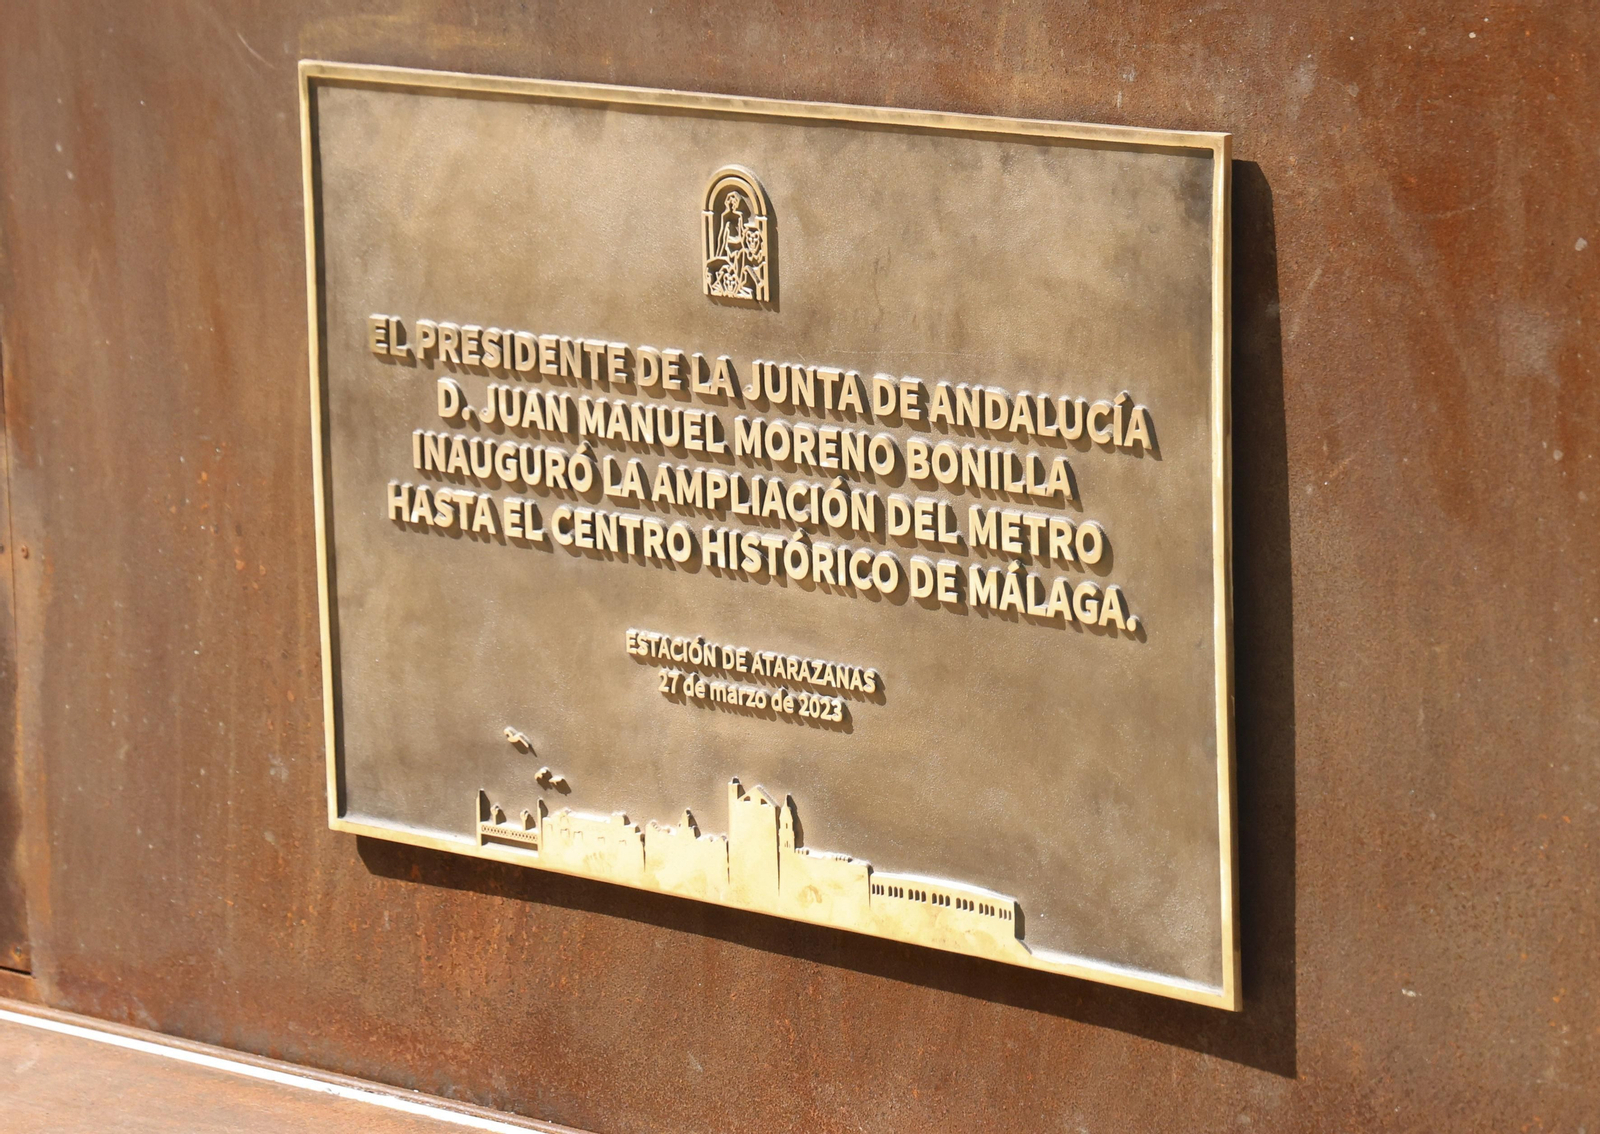 EL PRESIDENTE DE LA JUNTA DE ANDALUCÍA
D. JUAN MANUEL MORENO BONILLA
INAUGURÓ LA AMPLIACIÓN DEL METRO
HASTA EL CENTRO HISTÓRICO DE MÁLAGA.
ESTACIÓN DE ATARAZANAS
27 de marzo de 2023